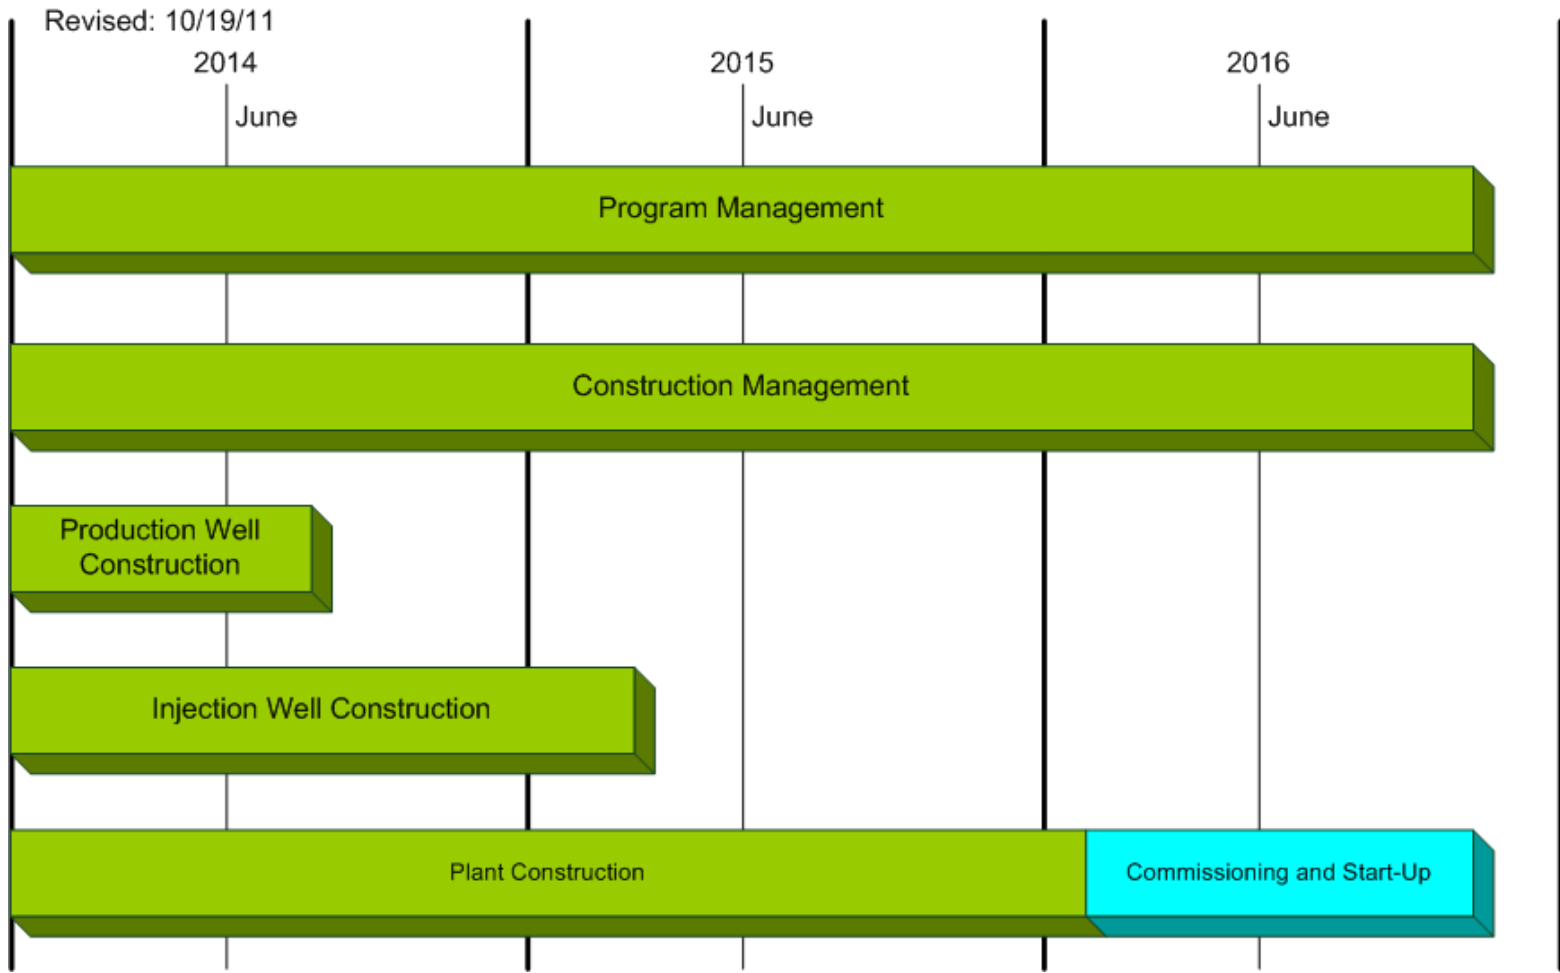 Revised: 10/19/11
2014
2015
2016
June
June
June
Program Management
Construction Management
Production Well
Construction
Injection Well Construction
Plant Construction
Commissioning and Start-Up